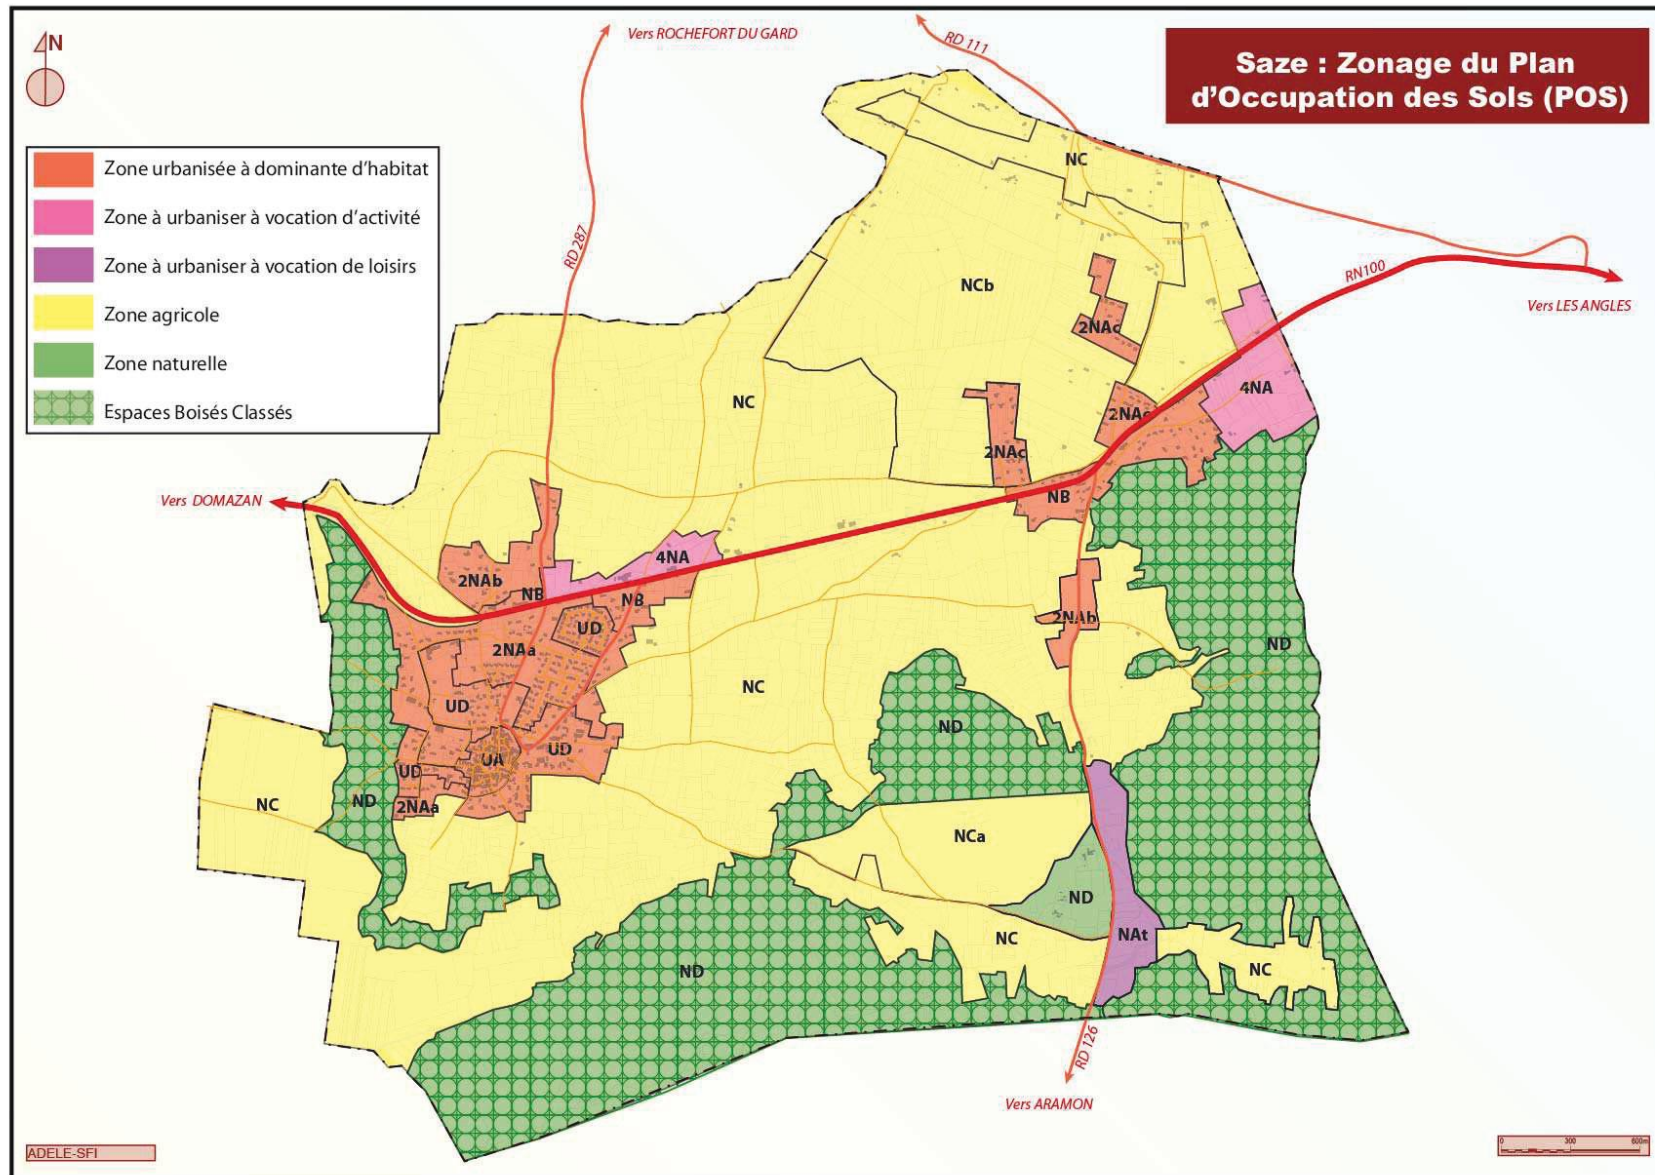 N
Vers ROCHEFORT DU GARD
RD 111
Saze : Zonage du Plan
d'Occupation des Sols (POS)
Zone urbanisée à dominante d'habitat
Zone à urbaniser à vocation d'activité
Zone à urbaniser à vocation de loisirs
Zone agricole
Zone naturelle
Espaces Boisés Classés
NC
RD 287
NCb
RN100
Vers LES ANGLES
2NAc
4NA
NC
2NAc
2NAc
Vers DOMAZAN
NB
4NA
2NAb
NB
NB
UD
2NAb
2NAa
ND
NC
UD
ND
UD
UA
UD
NC
ND
2NAa
NCa
ND
NC
NAt
ND
NC
RD 126
Vers ARAMON
ADELE-SFI
0 300 600m